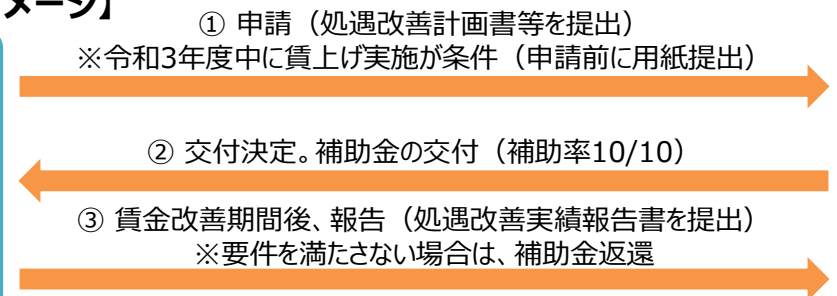 メージ】
① 申請（処遇改善計画書等を提出）
※令和3年度中に賃上げ実施が条件（申請前に用紙提出）
② 交付決定。補助金の交付（補助率10/10）
③ 賃金改善期間後、報告（処遇改善実績報告書を提出）
※要件を満たさない場合は、補助金返還